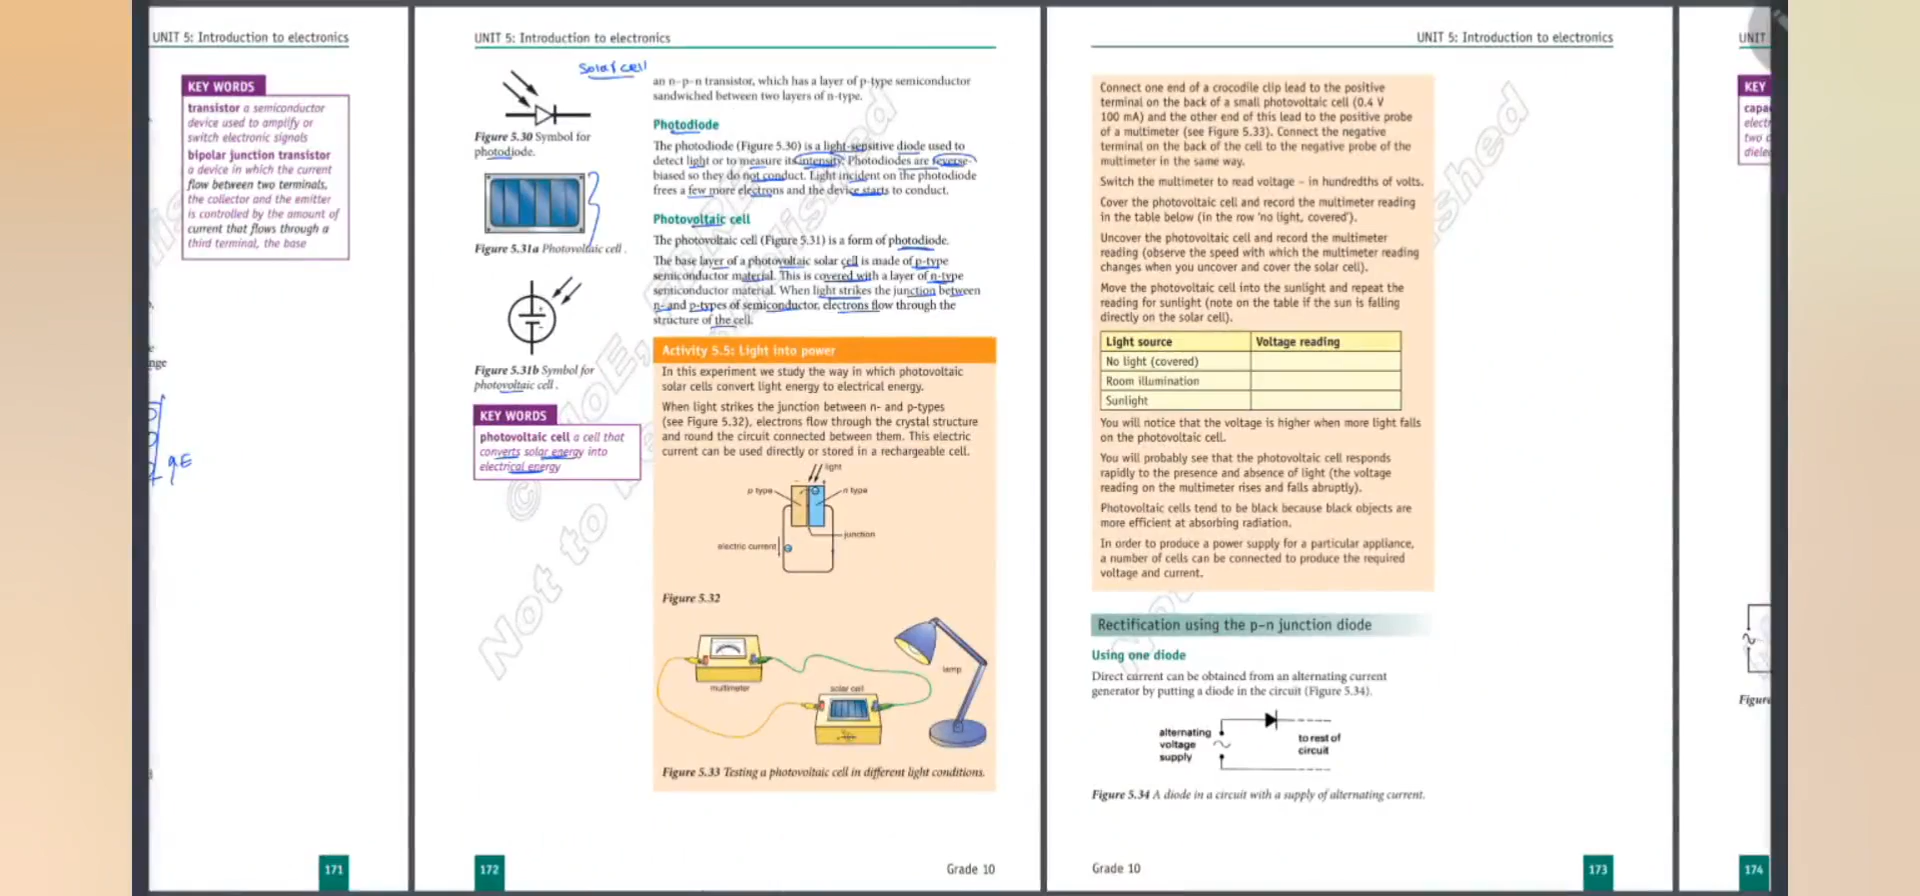 UNIT 5: Introduction to electronics
KEY WORDS
transistor a semiconductor
device used to amplify or
switch electronic signals
bipolar junction transistor
a device in which the current
flow between two terminals,
the collector and the emitter
is controlled by the amount of
current that flows through a
third terminal, the base
nge
qE
171
UNIT 5: Introduction to electronics
Solar cell
Figure 5.30 Symbol for
photodiode.
Figure 5.31a Photovoltaic cell .
Figure 5.31b Symbol for
photovoltaic cell .
KEY WORDS
photovoltaic cell a cell that
converts solar energy into
electrical energy
an n–p–n transistor, which has a layer of p-type semiconductor
sandwiched between two layers of n-type.
Photodiode
The photodiode (Figure 5.30) is a light-sensitive diode used to
detect light or to measure its intensity. Photodiodes are reverse-
biased so they do not conduct. Light incident on the photodiode
frees a few more electrons and the device starts to conduct.
Photovoltaic cell
The photovoltaic cell (Figure 5.31) is a form of photodiode.
The base layer of a photovoltaic solar cell is made of p-type
semiconductor material. This is covered with a layer of n-type
semiconductor material. When light strikes the junction between
n- and p-types of semiconductor, electrons flow through the
structure of the cell.
Activity 5.5: Light into power
In this experiment we study the way in which photovoltaic
solar cells convert light energy to electrical energy.
When light strikes the junction between n- and p-types
(see Figure 5.32), electrons flow through the crystal structure
and round the circuit connected between them. This electric
current can be used directly or stored in a rechargeable cell.
light
p type
n type
junction
electric current
Figure 5.32
multimeter
solar cell
lamp
Figure 5.33 Testing a photovoltaic cell in different light conditions.
172
Grade 10
UNIT 5: Introduction to electronics
Connect one end of a crocodile clip lead to the positive
terminal on the back of a small photovoltaic cell (0.4 V
100 mA) and the other end of this lead to the positive probe
of a multimeter (see Figure 5.33). Connect the negative
terminal on the back of the cell to the negative probe of the
multimeter in the same way.
Switch the multimeter to read voltage – in hundredths of volts.
Cover the photovoltaic cell and record the multimeter reading
in the table below (in the row 'no light, covered').
Uncover the photovoltaic cell and record the multimeter
reading (observe the speed with which the multimeter reading
changes when you uncover and cover the solar cell).
Move the photovoltaic cell into the sunlight and repeat the
reading for sunlight (note on the table if the sun is falling
directly on the solar cell).
Light source Voltage reading
No light (covered)
Room illumination
Sunlight
You will notice that the voltage is higher when more light falls
on the photovoltaic cell.
You will probably see that the photovoltaic cell responds
rapidly to the presence and absence of light (the voltage
reading on the multimeter rises and falls abruptly).
Photovoltaic cells tend to be black because black objects are
more efficient at absorbing radiation.
In order to produce a power supply for a particular appliance,
a number of cells can be connected to produce the required
voltage and current.
Rectification using the p–n junction diode
Using one diode
Direct current can be obtained from an alternating current
generator by putting a diode in the circuit (Figure 5.34).
alternating
voltage
supply
to rest of
circuit
Figure 5.34 A diode in a circuit with a supply of alternating current.
Grade 10
173
UNIT
KEY
capa
elect
two d
diele
Figure
174